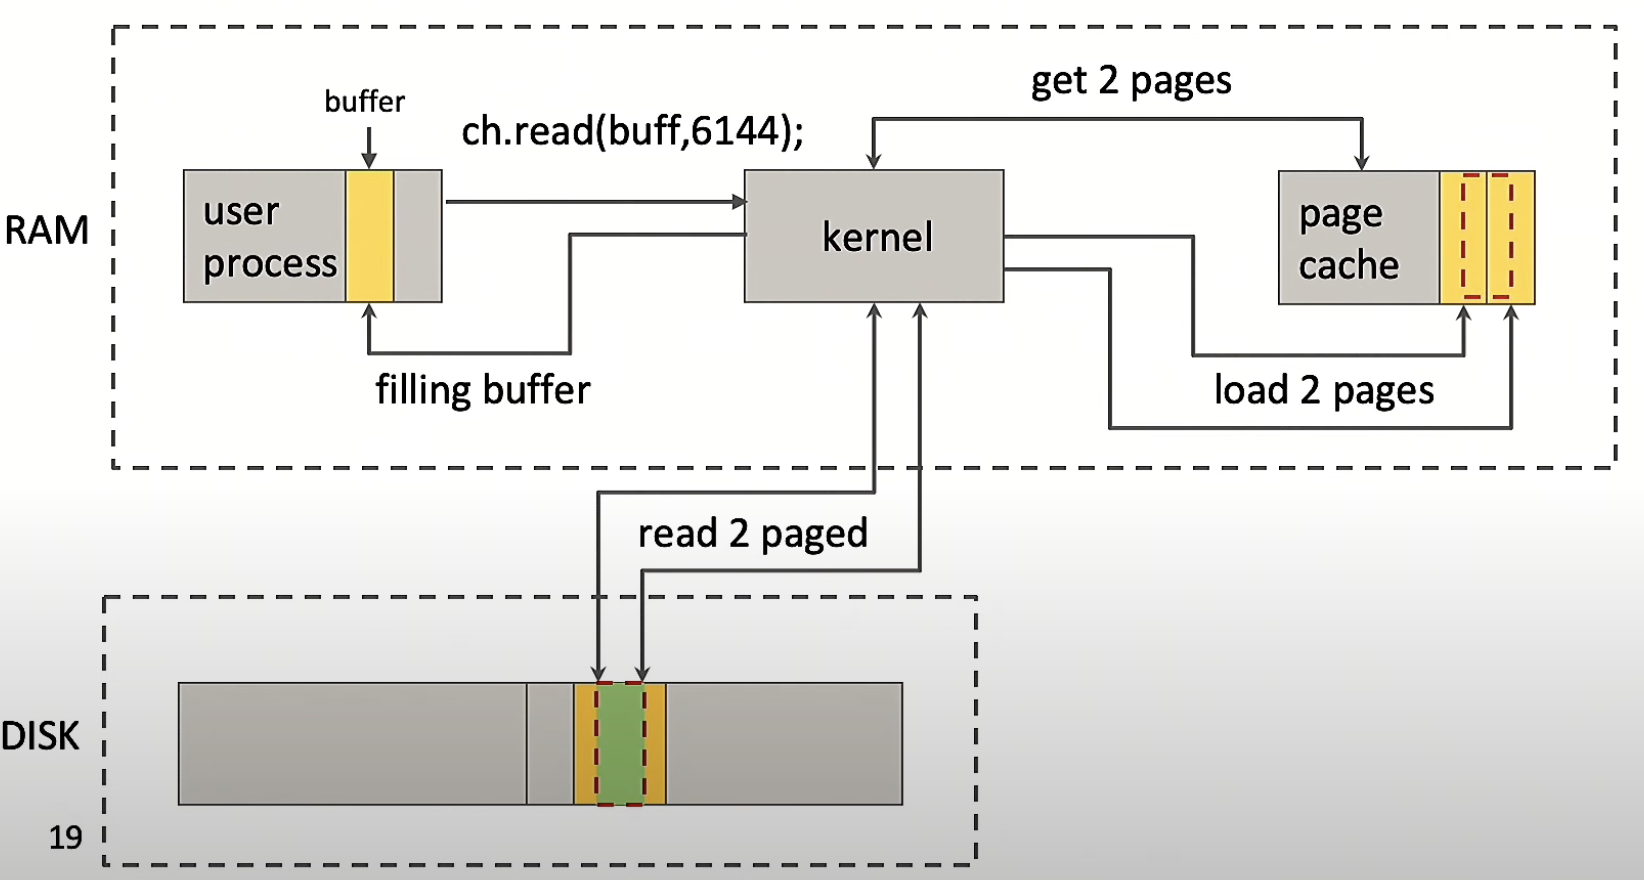 get 2 pages
buffer
ch.read(buff,6144);
RAM
user
process
kernel
page
cache
filling buffer
load 2 pages
read 2 paged
DISK
19